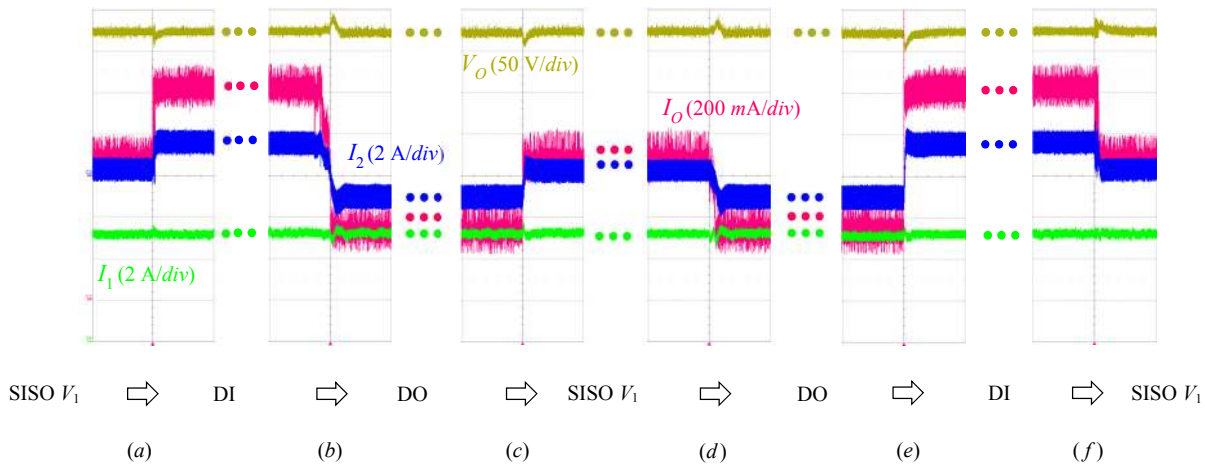 V_O (50 V/div)
I_O (200 mA/div)
I_2 (2 A/div)
I_1 (2 A/div)
SISO V_1 ⇨ DI ⇨ DO ⇨ SISO V_1 ⇨ DO ⇨ DI ⇨ SISO V_1
(a) (b) (c) (d) (e) (f)